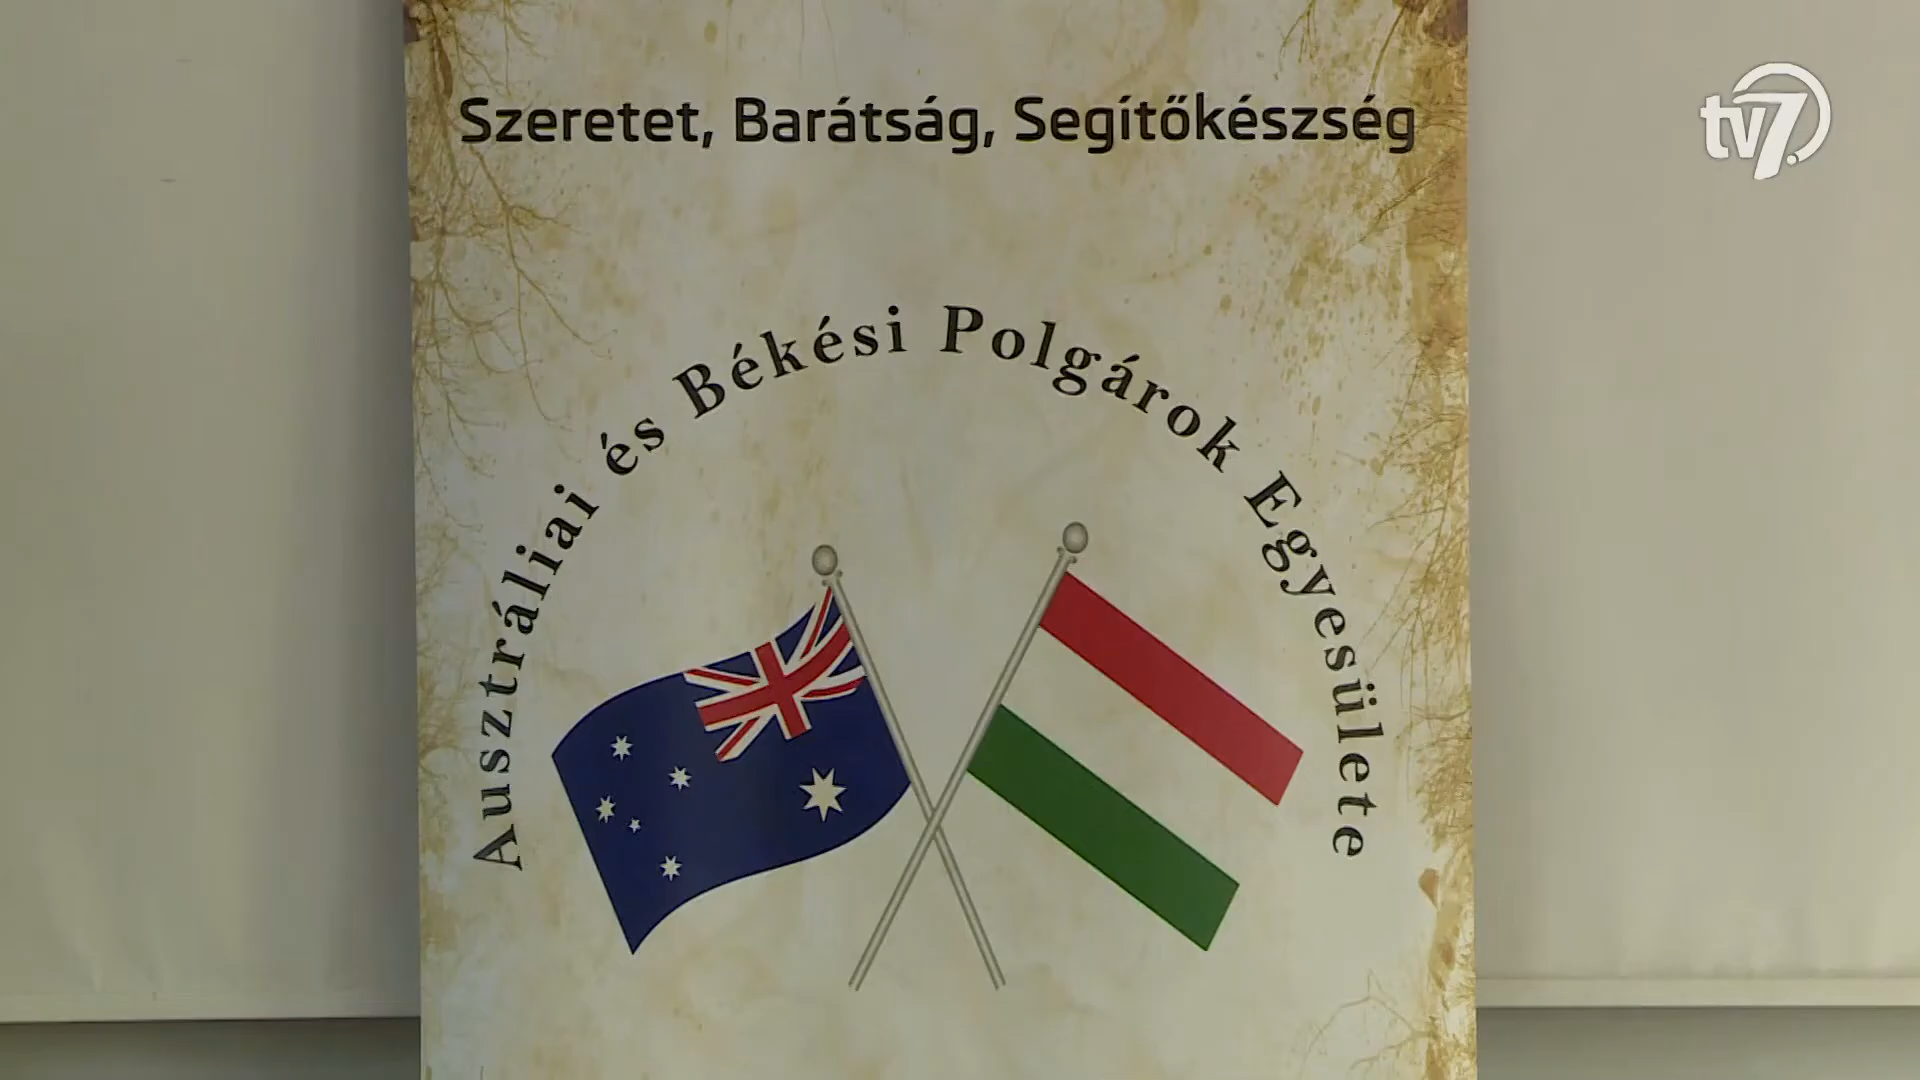 Szeretet, Barátság, Segítőkészség
tv7.
Ausztráliai és Békési Polgárok Egyesülete